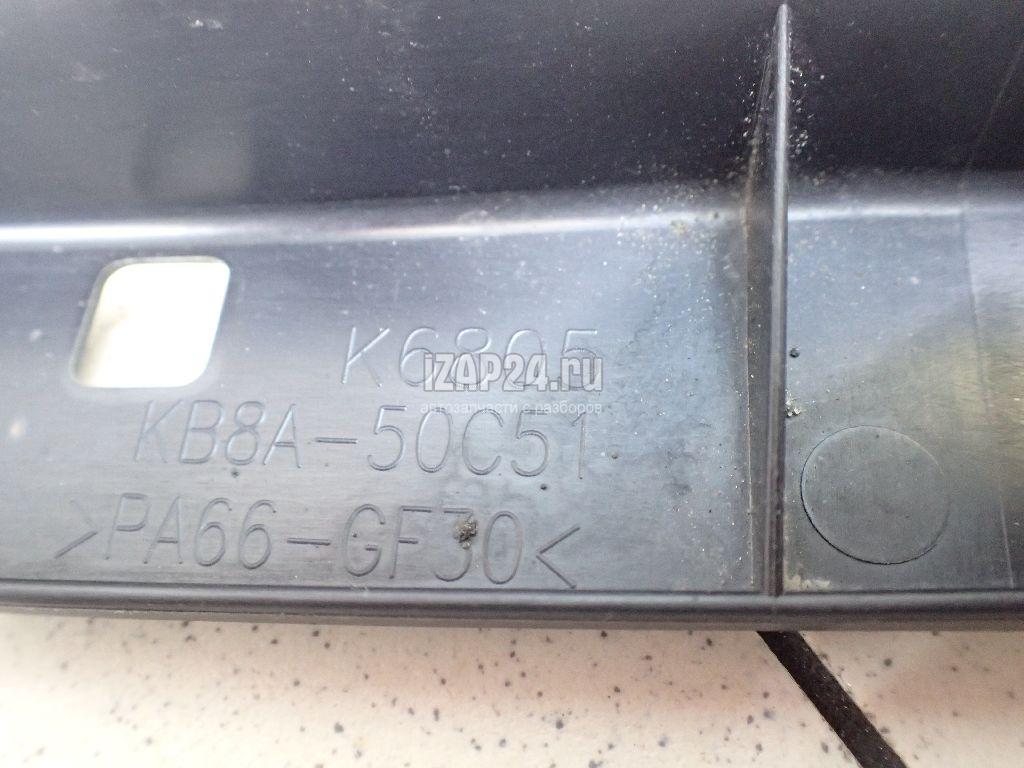 K6805
iZAP24.ru
автозапчасти с разборов
KB8A-50C51
>PA66-GF30<